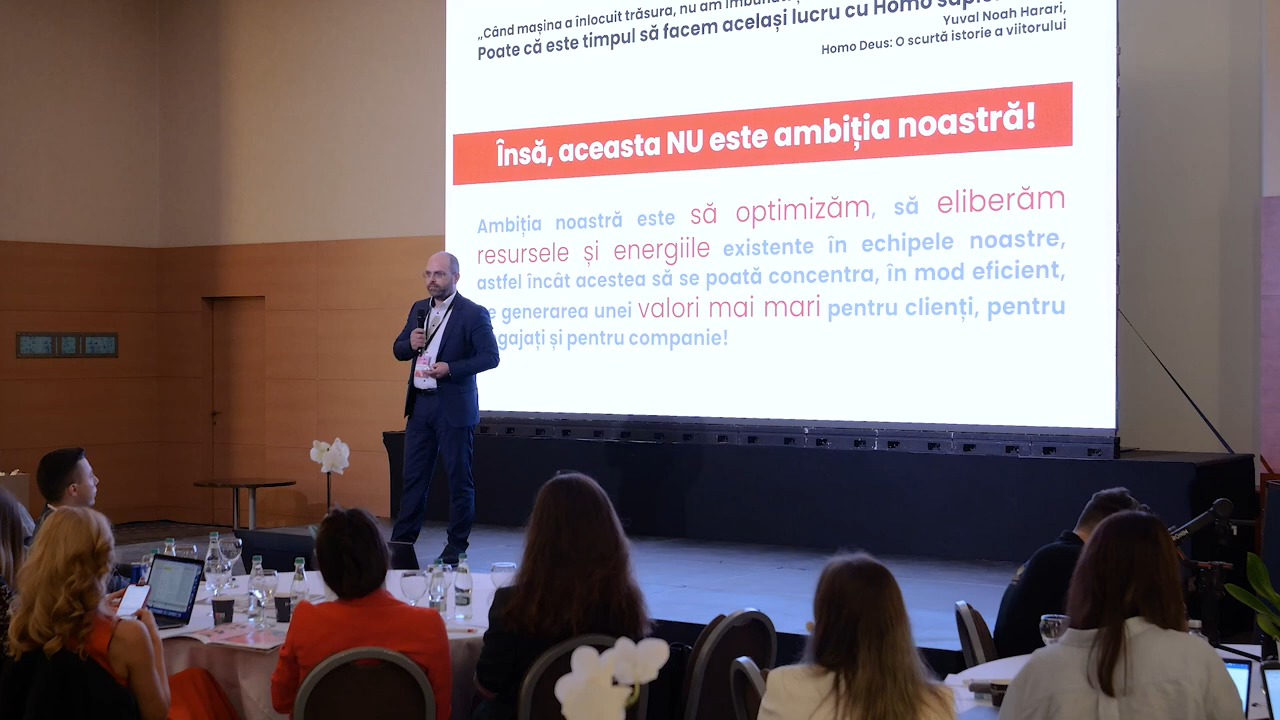 „Când mașina a înlocuit trăsura, nu am
Poate că este timpul să facem același lucru cu Homo
Yuval Noah Harari,
Homo Deus: O scurtă istorie a viitorului
Însă, aceasta NU este ambiția noastră!
Ambiția noastră este să optimizăm, să eliberăm
resursele și energiile existente în echipele noastre,
astfel încât acestea să se poată concentra, în mod eficient,
generarea unei valori mai mari pentru clienți, pentru
și pentru companie!